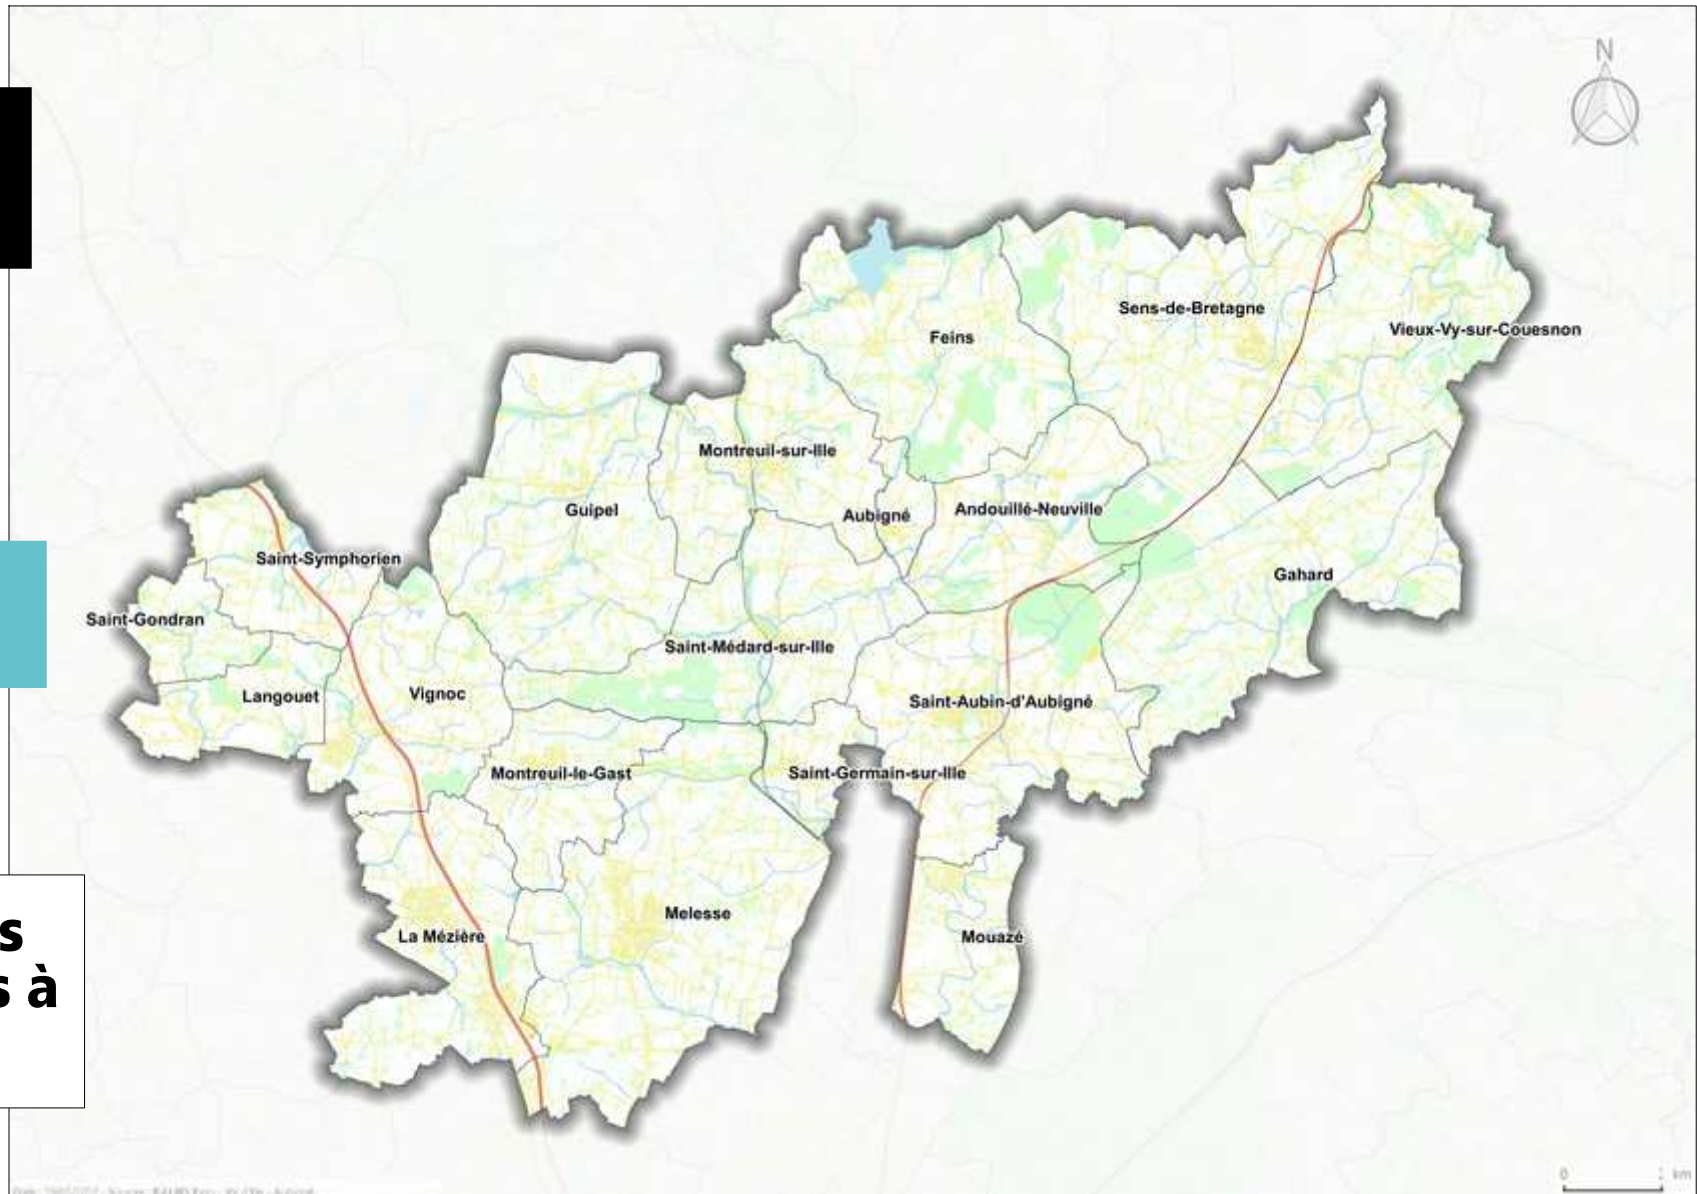 N
Sens-de-Bretagne
Vieux-Vy-sur-Couesnon
Feins
Montreuil-sur-Ille
Guipel
Aubigné
Andouillé-Neuville
Saint-Symphorien
Gahard
Saint-Gondran
Saint-Médard-sur-Ille
Langouet
Vignoc
Saint-Aubin-d'Aubigné
Montreuil-le-Gast
Saint-Germain-sur-Ille
Melesse
La Mézière
Mouazé
s
s à
0
km